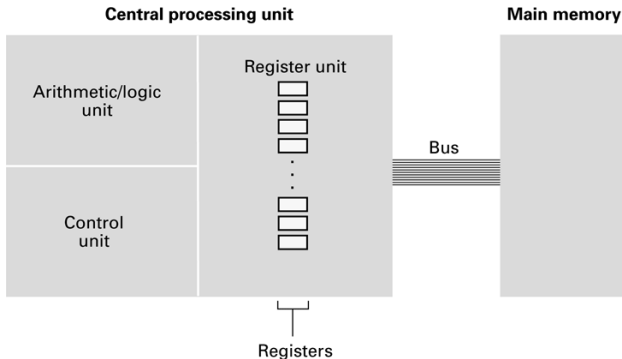 Central processing unit
Main memory
Arithmetic/logic
unit
Register unit
Bus
Control
unit
Registers